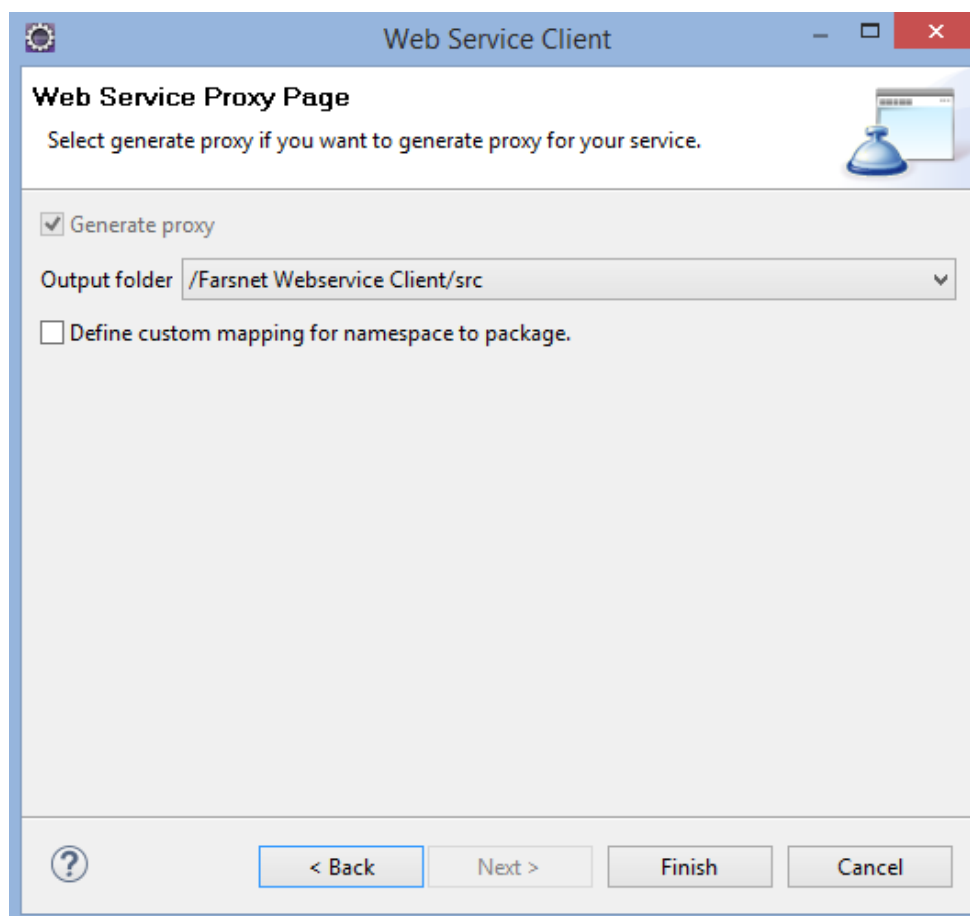 Web Service Client
Web Service Proxy Page
Select generate proxy if you want to generate proxy for your service.
Generate proxy
Output folder /Farsnet Webservice Client/src
Define custom mapping for namespace to package.
? < Back Next > Finish Cancel